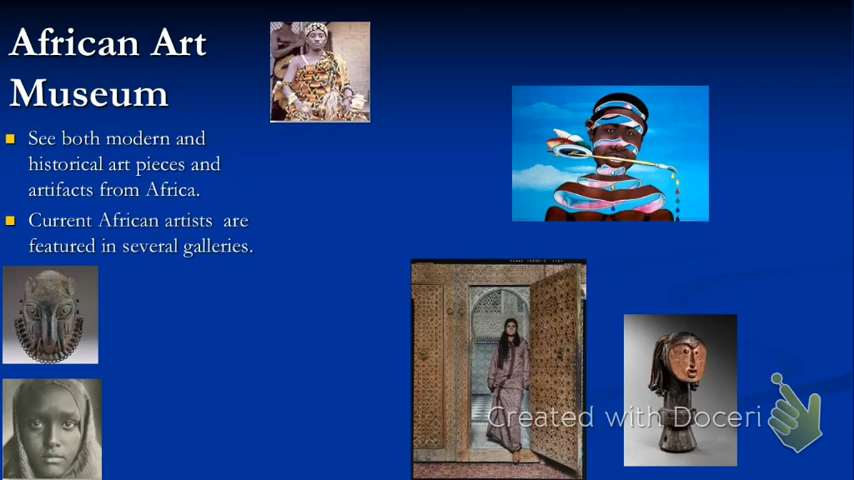 African Art
Museum
See both modern and
historical art pieces and
artifacts from Africa.
Current African artists are
featured in several galleries.
Created with Doceri